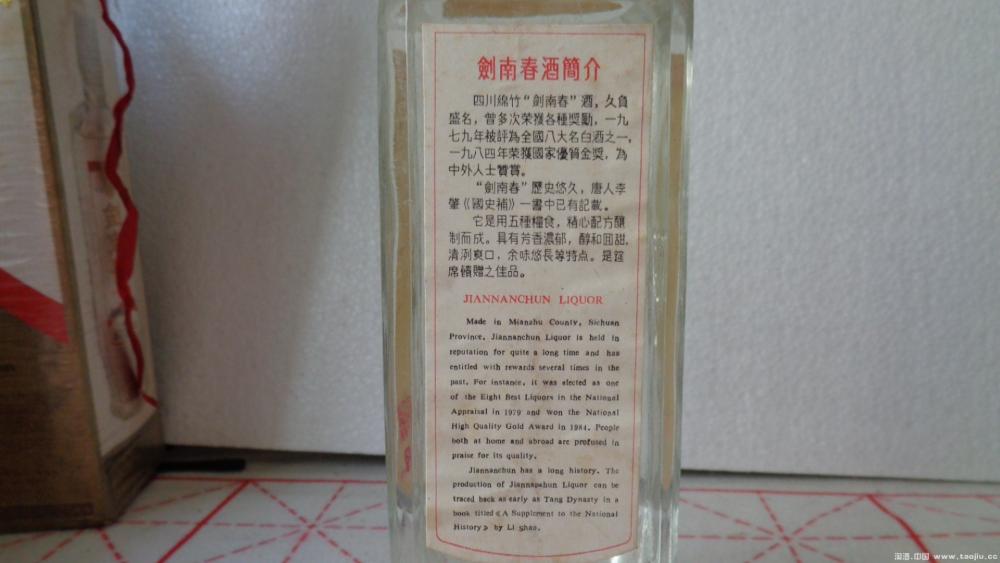 劍南春酒簡介
四川綿竹“劍南春”酒，久負
盛名，曾多次荣獲各種獎勵，一九
七九年被評為全國八大名白酒之一，
一九八四年荣獲國家優質金獎，為
中外人士贊賞。
“劍南春”歷史悠久，唐人李
肇《國史補》一書中已有記載。
它是用五種糧食，精心配方釀
制而成。具有芳香濃郁，醇和回甜，
清冽爽口，余味悠長等特点。是筵
席饋贈之佳品。
JIANNANCHUN LIQUOR
Made in Mianzhu County, Sichuan
Province, Jiannanchun Liquor is held in
reputation for quite a long time and has
entitled with rewards several times in the
past. For instance, it was elected as one
of the Eight Best Liquors in the National
Appraisal in 1979 and won the National
High Quality Gold Award in 1984. People
both at home and abroad are profused in
praise for its quality.
Jiannanchun has a long history. The
production of Jiannanchun Liquor can be
traced back as early as Tang Dynasty in a
book titled《A Supplement to the National
History》 by Li shao.
淘酒.中国 www.taojiu.cc